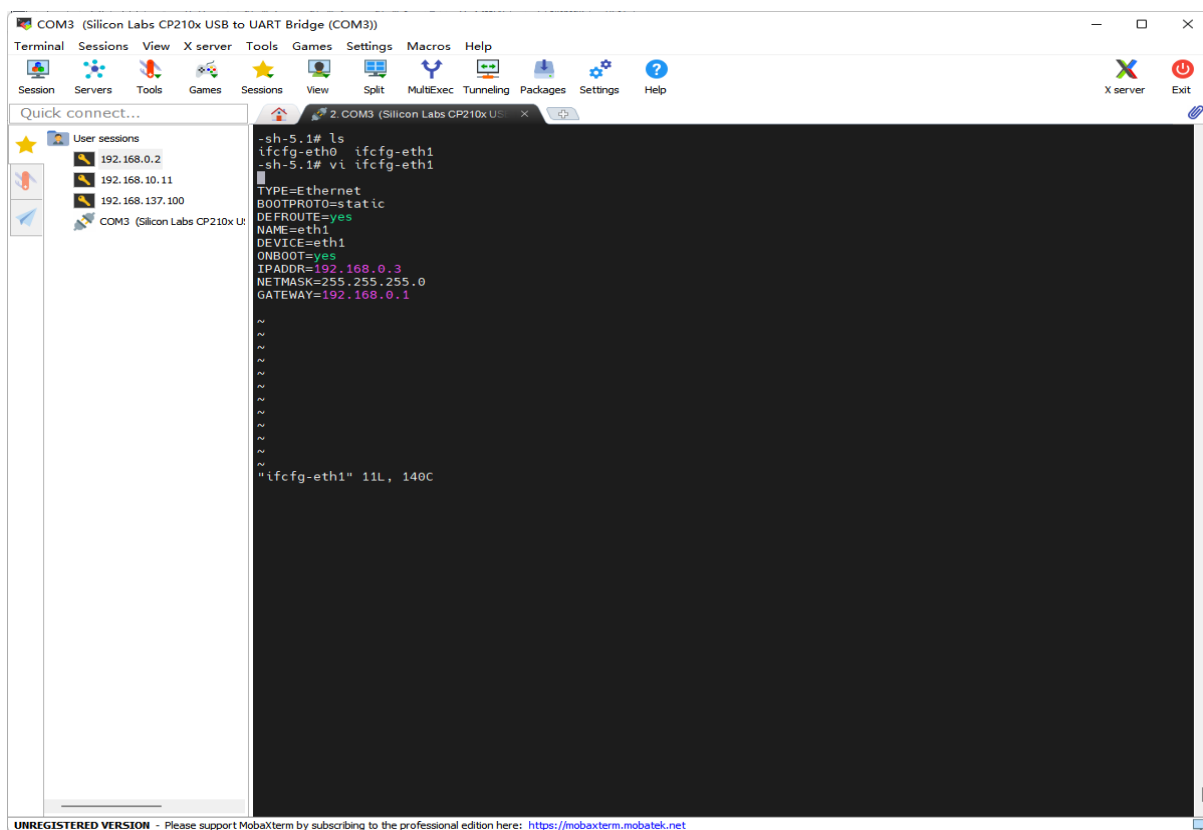 COM3 (Silicon Labs CP210x USB to UART Bridge (COM3))
Terminal Sessions View X server Tools Games Settings Macros Help
Session Servers Tools Games Sessions View Split MultiExec Tunneling Packages Settings Help X server Exit
Quick connect...
2. COM3 (Silicon Labs CP210x US
User sessions
192.168.0.2
192.168.10.11
192.168.137.100
COM3 (Silicon Labs CP210x U
-sh-5.1# ls
ifcfg-eth0 ifcfg-eth1
-sh-5.1# vi ifcfg-eth1
TYPE=Ethernet
BOOTPROTO=static
DEFROUTE=yes
NAME=eth1
DEVICE=eth1
ONBOOT=yes
IPADDR=192.168.0.3
NETMASK=255.255.255.0
GATEWAY=192.168.0.1
~
~
~
~
~
~
~
~
~
~
~
~
"ifcfg-eth1" 11L, 140C
UNREGISTERED VERSION - Please support MobaXterm by subscribing to the professional edition here: https://mobaxterm.mobatek.net